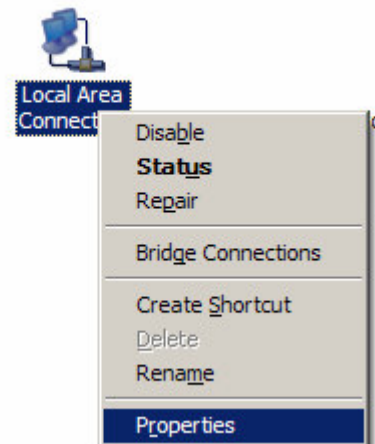 Local Area
Connect
Disable
Status
Repair
Bridge Connections
Create Shortcut
Delete
Rename
Properties